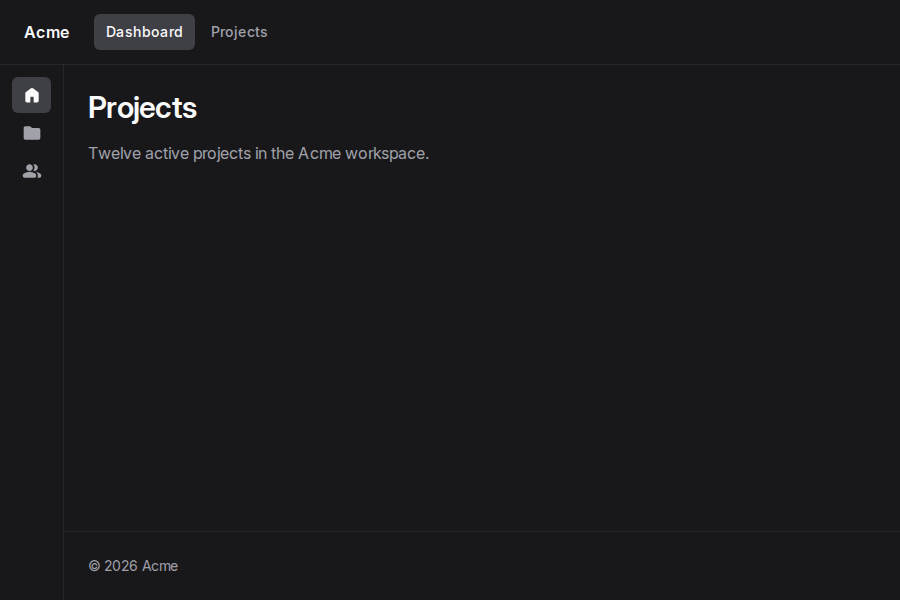 Acme Dashboard Projects
Projects
Twelve active projects in the Acme workspace.
© 2026 Acme